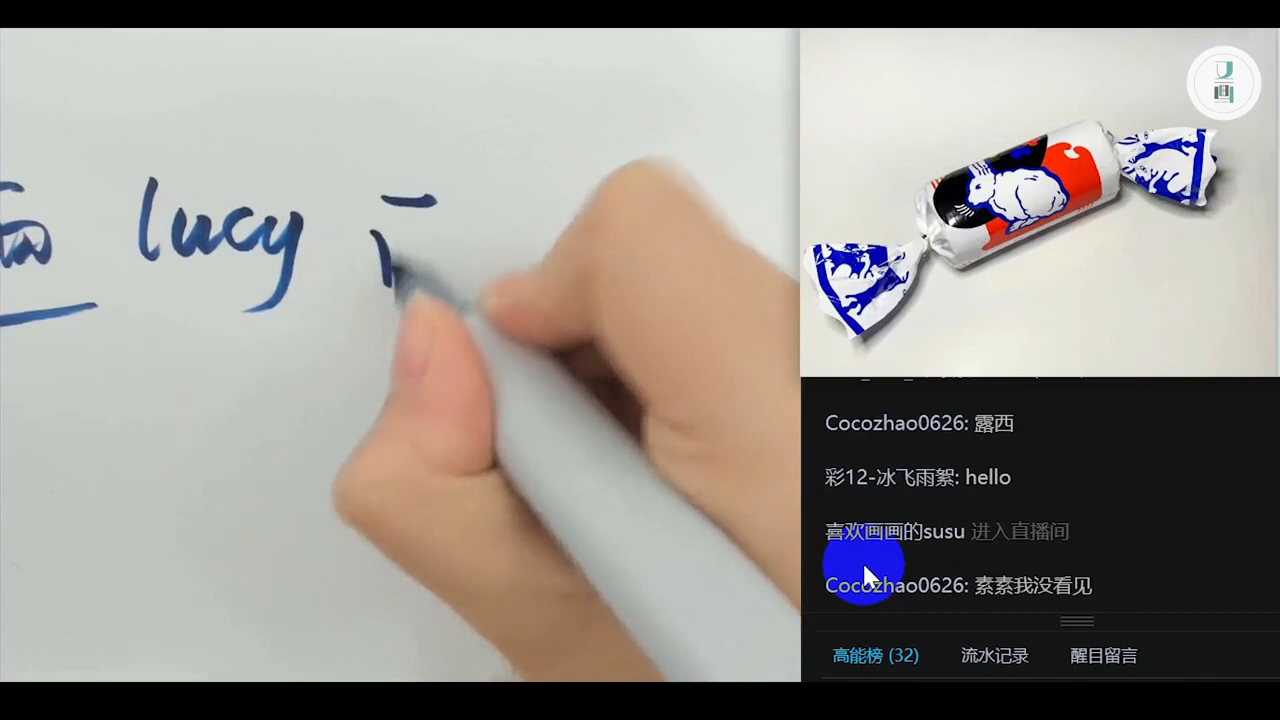 lucy
Cocozhao0626: 露西
彩12-冰飞雨絮: hello
喜欢画画的susu 进入直播间
Cocozhao0626: 素素我没看见
高能榜 (32) 流水记录 醒目留言